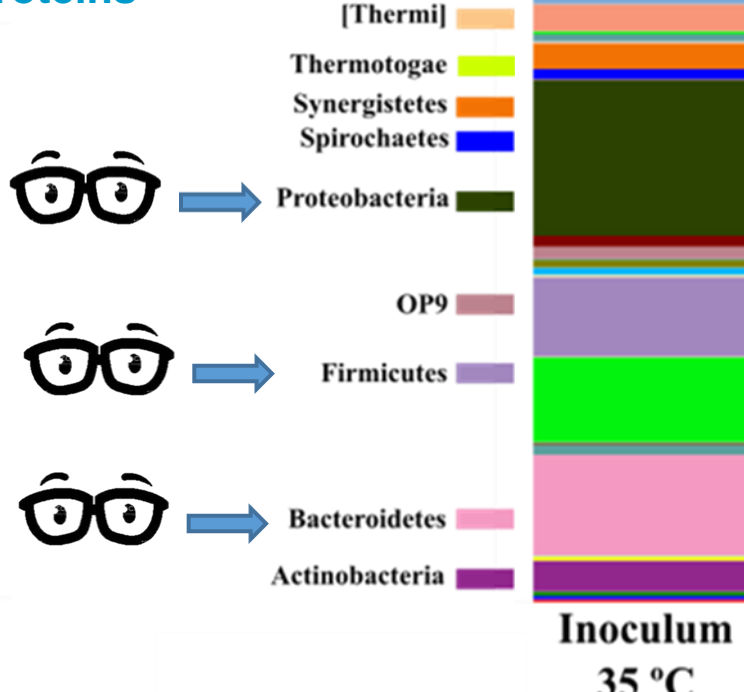 [Thermi]
Thermotogae
Synergistetes
Spirochaetes
Proteobacteria
OP9
Firmicutes
Bacteroidetes
Actinobacteria
Inoculum
35 ºC